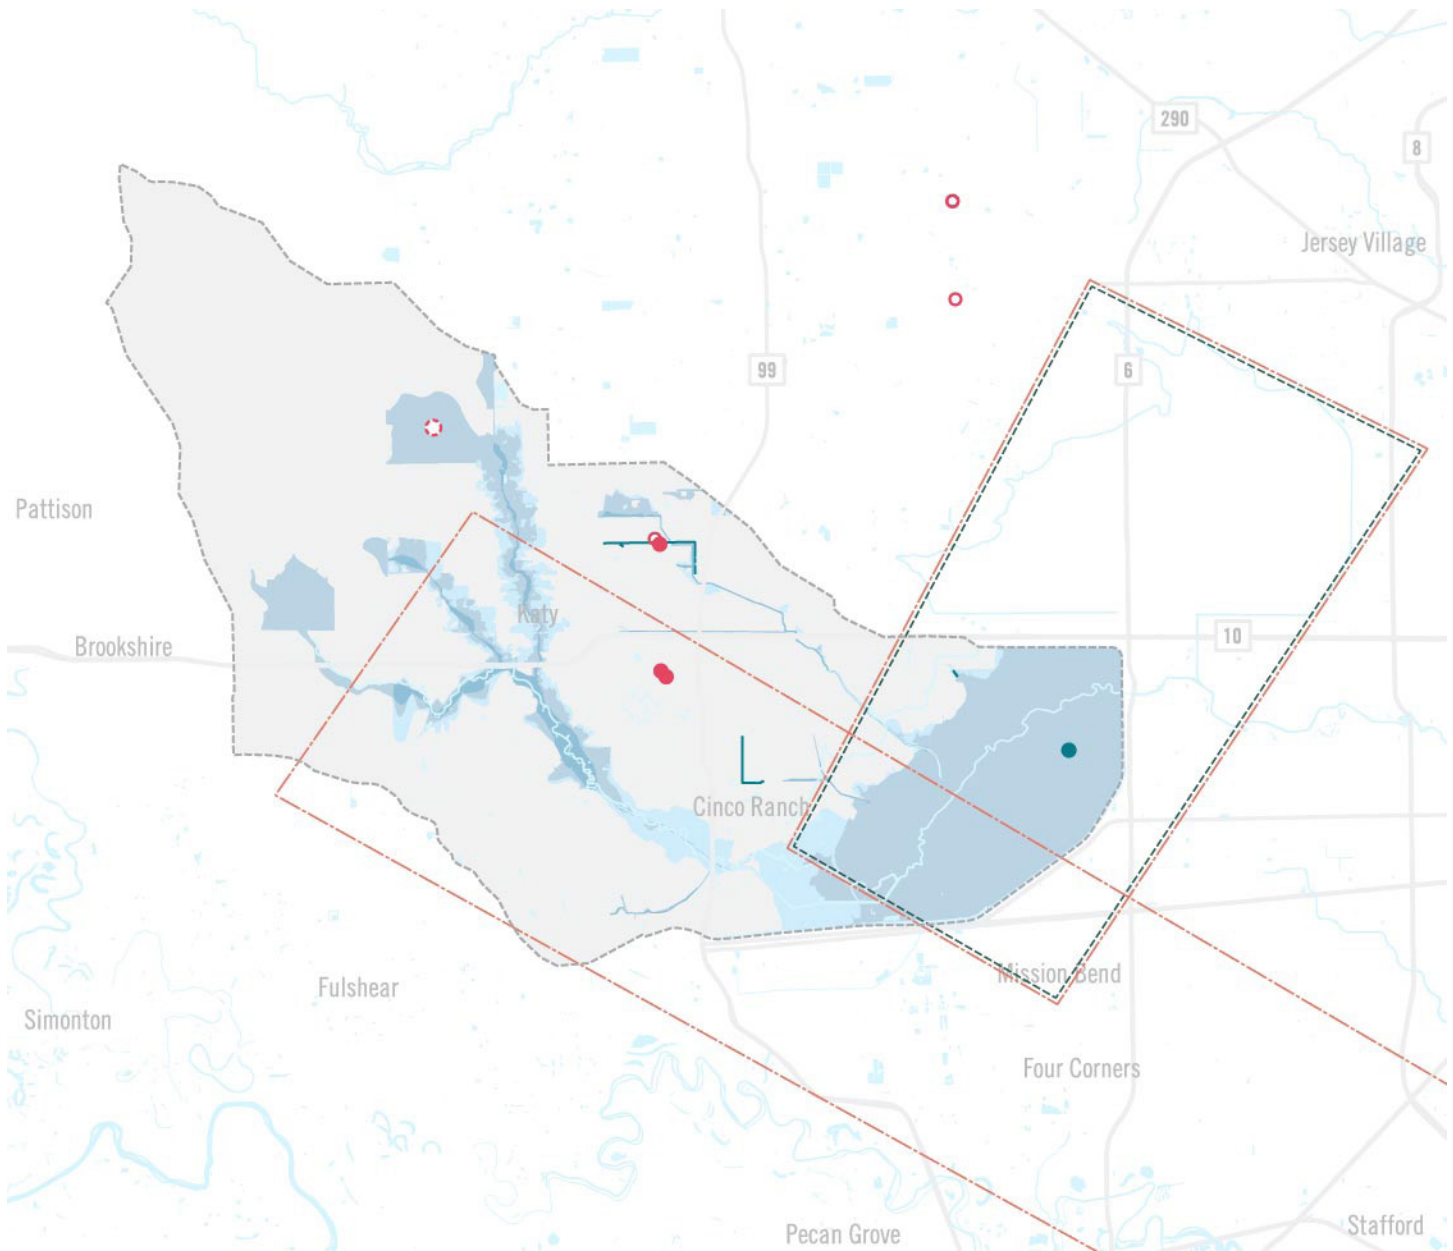 290
8
Jersey Village
99
6
Pattison
Katy
Brookshire
10
Cinco Ranch
Mission Bend
Fulshear
Simonton
Four Corners
Pecan Grove
Stafford